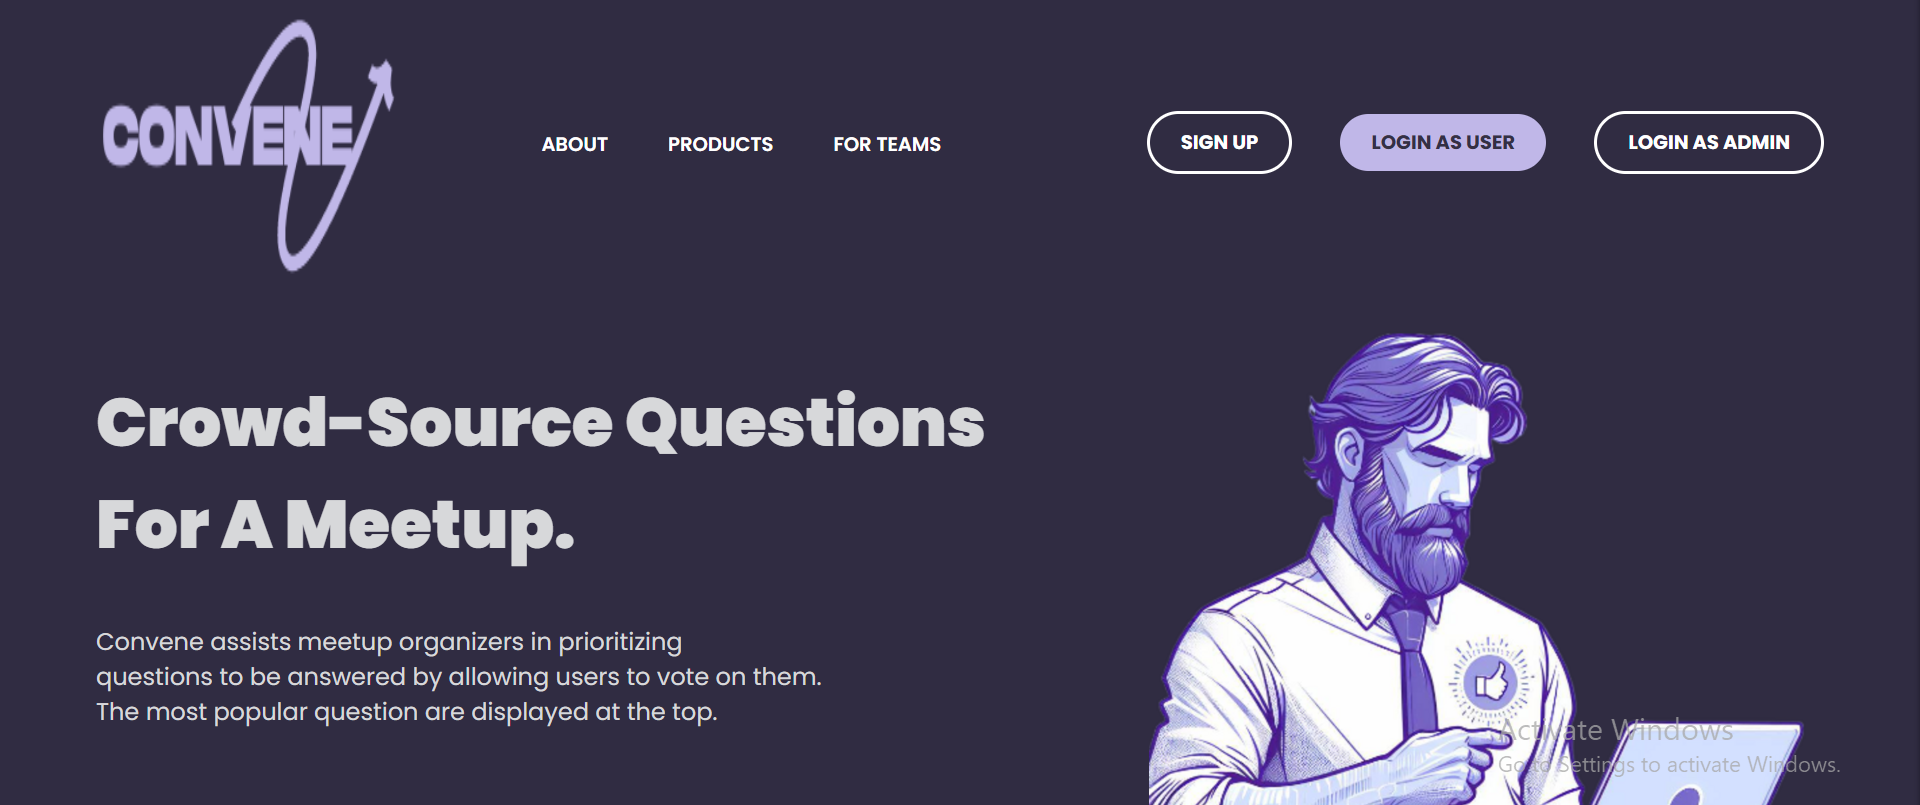 CONVENE
ABOUT
PRODUCTS
FOR TEAMS
SIGN UP
LOGIN AS USER
LOGIN AS ADMIN
Crowd-Source Questions
For A Meetup.
Convene assists meetup organizers in prioritizing
questions to be answered by allowing users to vote on them.
The most popular question are displayed at the top.
Activate Windows
Go to Settings to activate Windows.